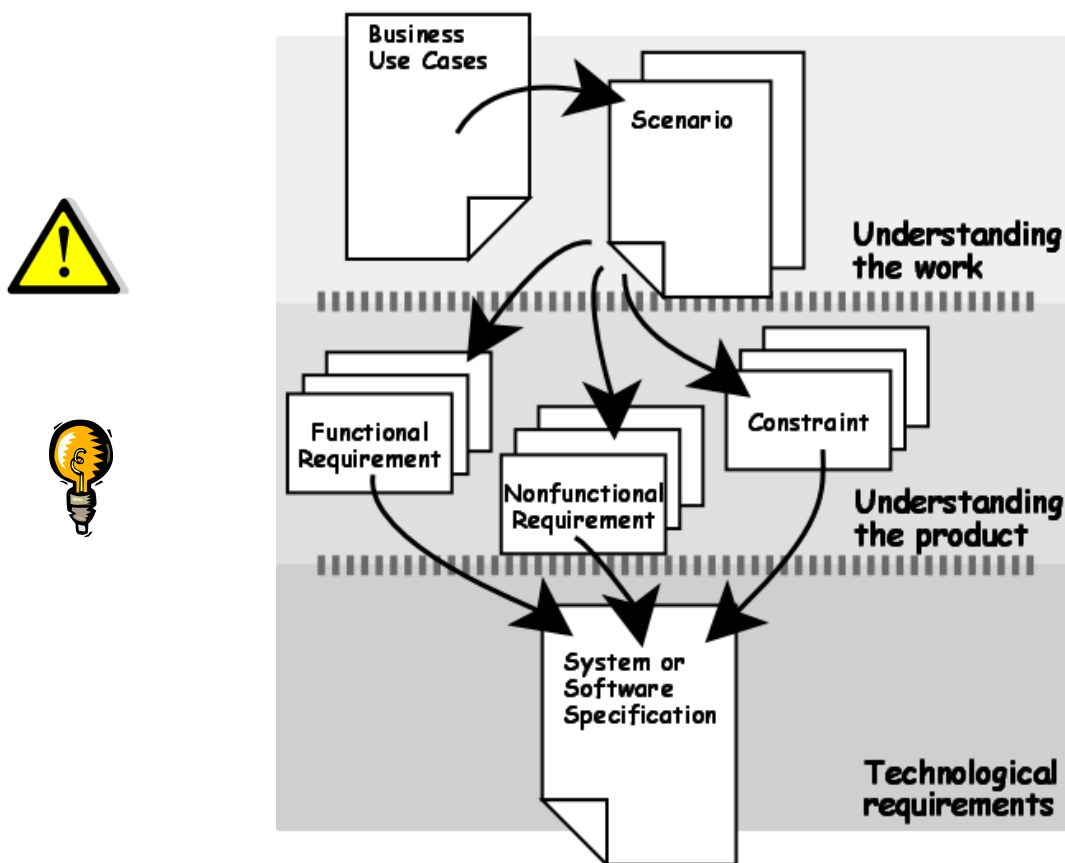 Business
Use Cases
Scenario
Understanding
the work
Functional
Requirement
Nonfunctional
Requirement
Constraint
Understanding
the product
System or
Software
Specification
Technological
requirements